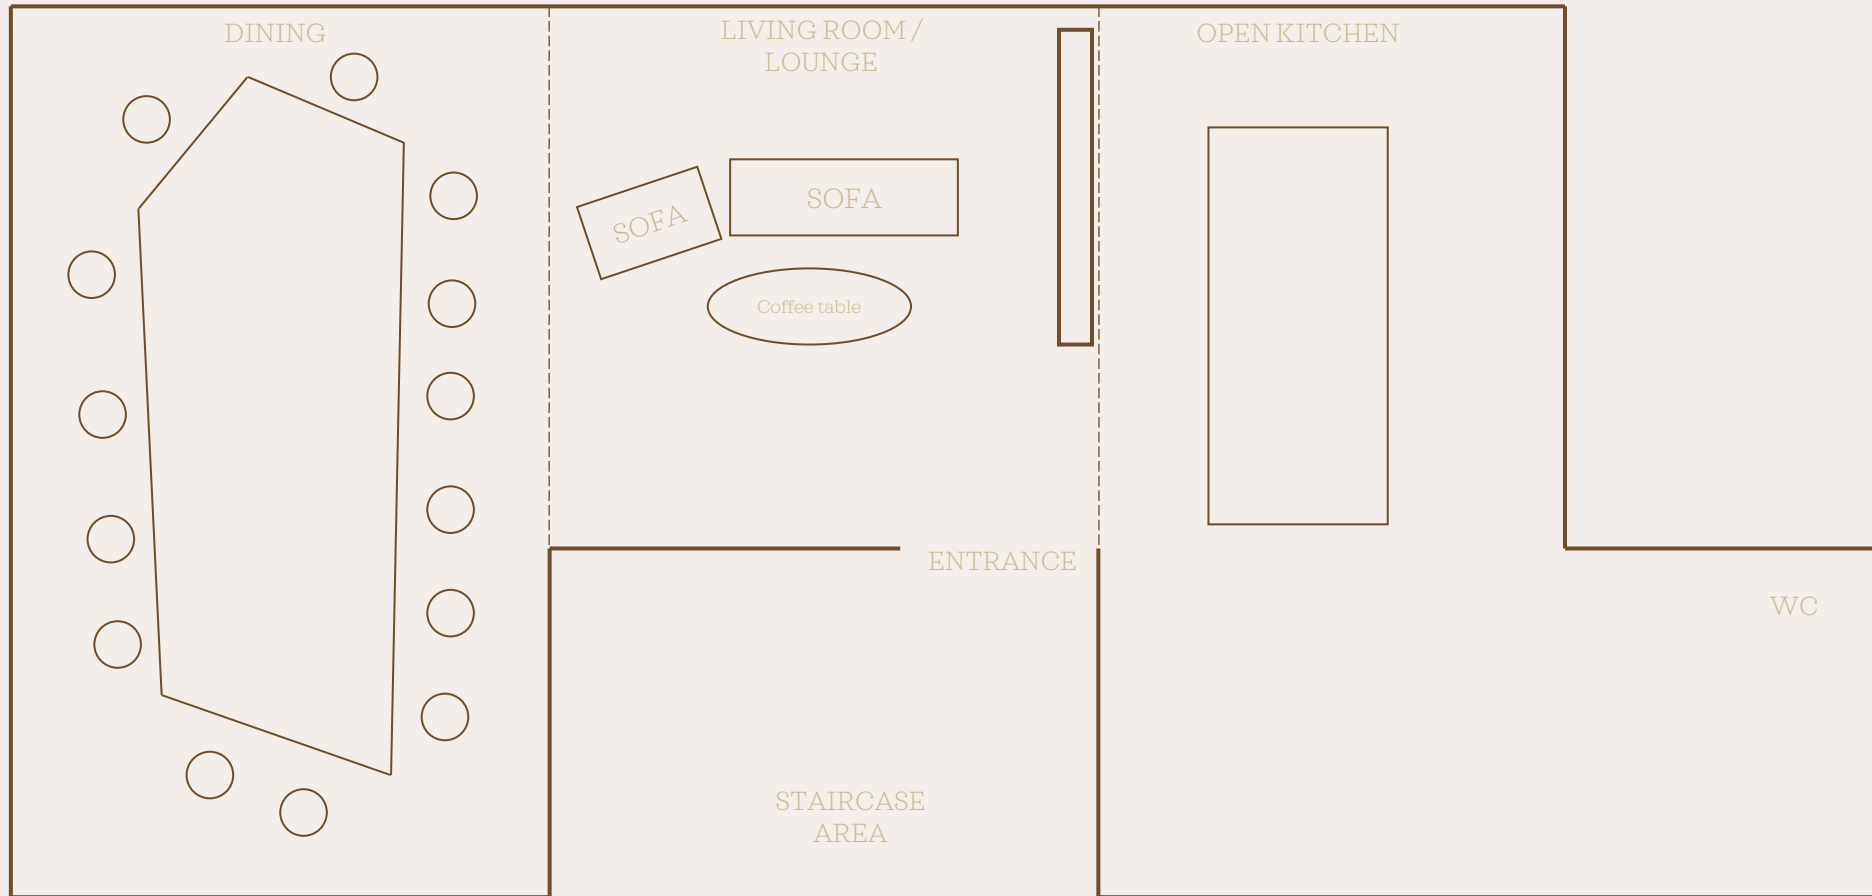 DINING
LIVING ROOM /
LOUNGE
OPEN KITCHEN
SOFA
SOFA
Coffee table
ENTRANCE
WC
STAIRCASE
AREA